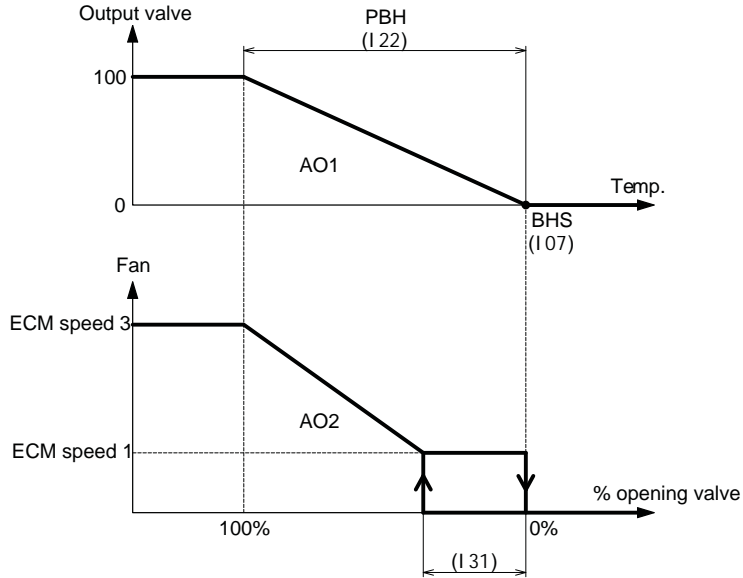 Output valve
PBH
(I 22)
100
AO1
Temp.
0
BHS
(I 07)
Fan
ECM speed 3
AO2
ECM speed 1
% opening valve
100%
0%
(I 31)